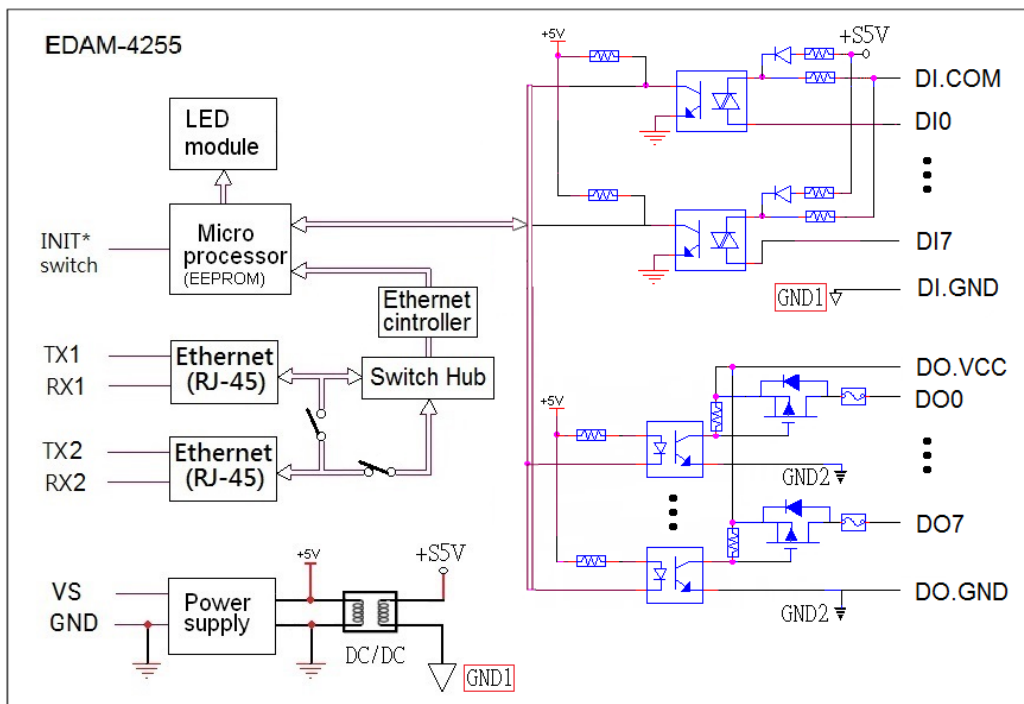 EDAM-4255
LED
module
INIT*
switch
Micro
processor
(EEPROM)
Ethernet
cintroller
TX1
RX1
Ethernet
(RJ-45)
Switch Hub
TX2
RX2
Ethernet
(RJ-45)
VS
GND
Power
supply
+5V
DC/DC
+S5V
GND1
+5V
+S5V
DI.COM
DI0
DI7
GND1
DI.GND
+5V
DO.VCC
DO0
GND2
DO7
GND2
DO.GND